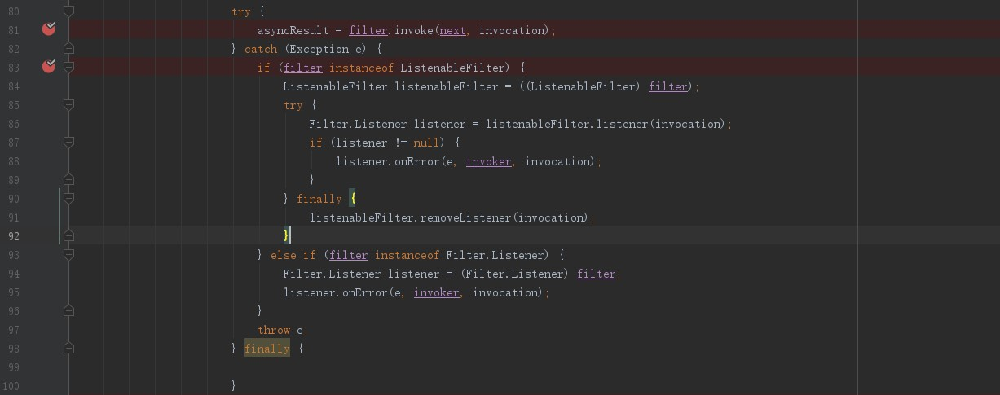 80 try {
81 asyncResult = filter.invoke(next, invocation);
82 } catch (Exception e) {
83 if (filter instanceof ListenableFilter) {
84 ListenableFilter listenableFilter = ((ListenableFilter) filter);
85 try {
86 Filter.Listener listener = listenableFilter.listener(invocation);
87 if (listener != null) {
88 listener.onError(e, invoker, invocation);
89 }
90 } finally {
91 listenableFilter.removeListener(invocation);
92 }
93 } else if (filter instanceof Filter.Listener) {
94 Filter.Listener listener = (Filter.Listener) filter;
95 listener.onError(e, invoker, invocation);
96 }
97 throw e;
98 } finally {
99
100 }